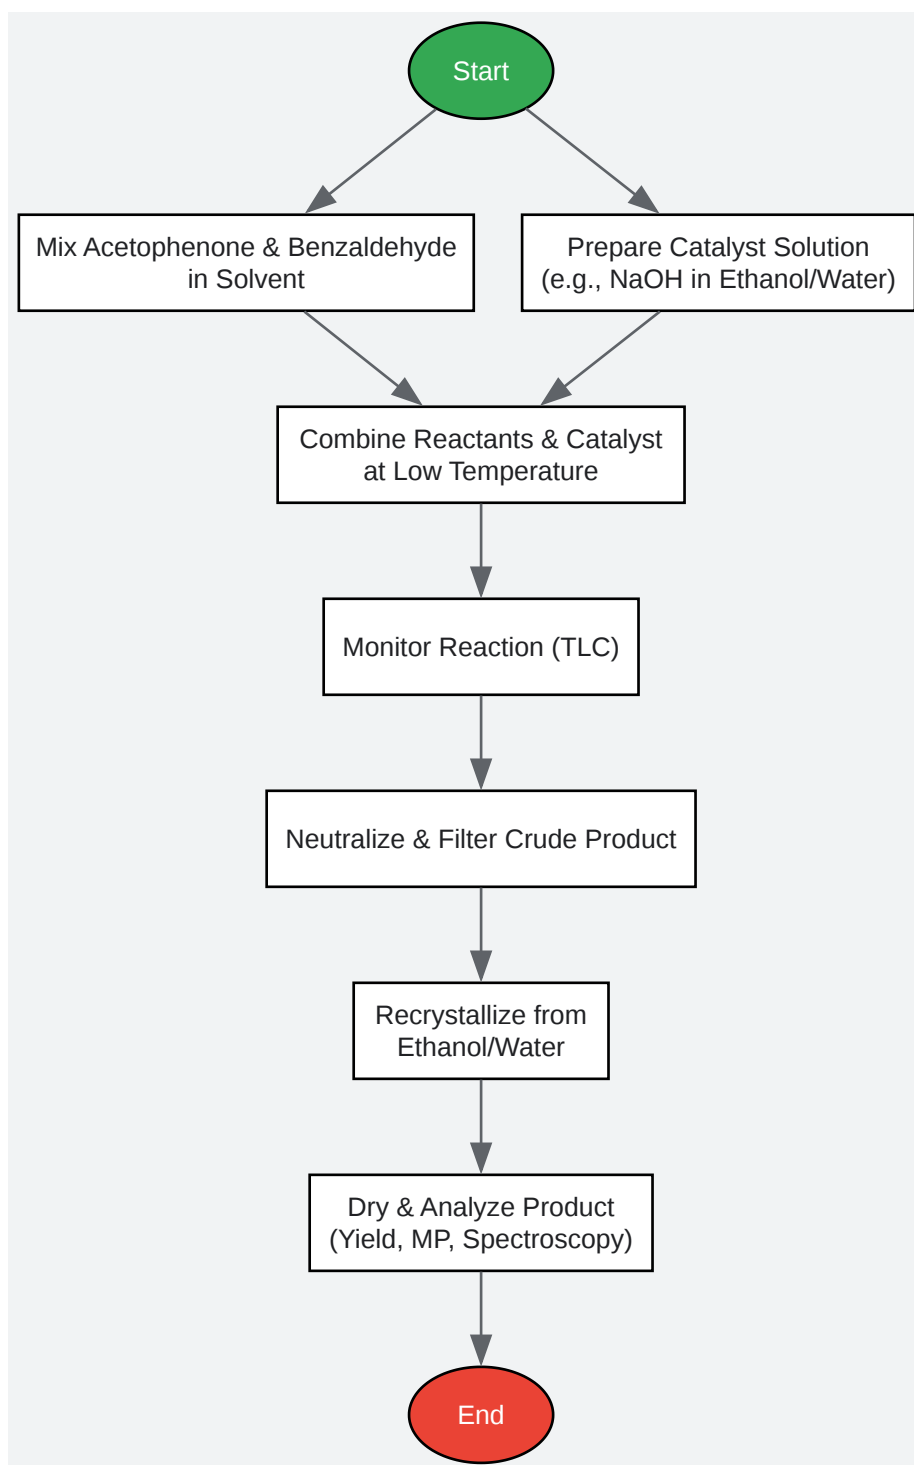 Start
Mix Acetophenone & Benzaldehyde
in Solvent
Prepare Catalyst Solution
(e.g., NaOH in Ethanol/Water)
Combine Reactants & Catalyst
at Low Temperature
Monitor Reaction (TLC)
Neutralize & Filter Crude Product
Recrystallize from
Ethanol/Water
Dry & Analyze Product
(Yield, MP, Spectroscopy)
End